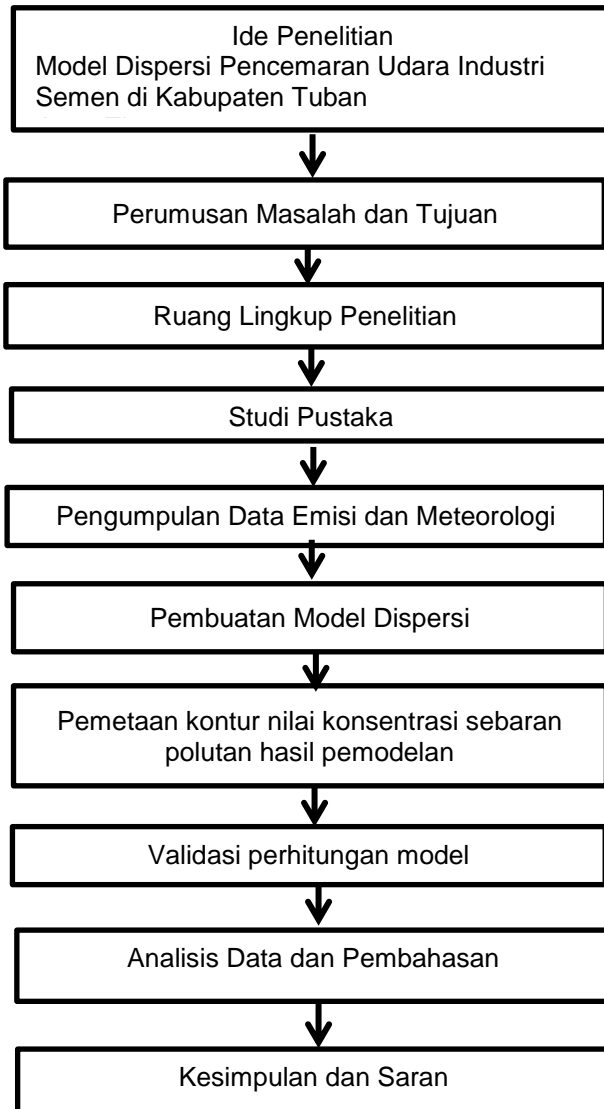 Ide Penelitian
Model Dispersi Pencemaran Udara Industri
Semen di Kabupaten Tuban
Perumusan Masalah dan Tujuan
Ruang Lingkup Penelitian
Studi Pustaka
Pengumpulan Data Emisi dan Meteorologi
Pembuatan Model Dispersi
Pemetaan kontur nilai konsentrasi sebaran
polutan hasil pemodelan
Validasi perhitungan model
Analisis Data dan Pembahasan
Kesimpulan dan Saran